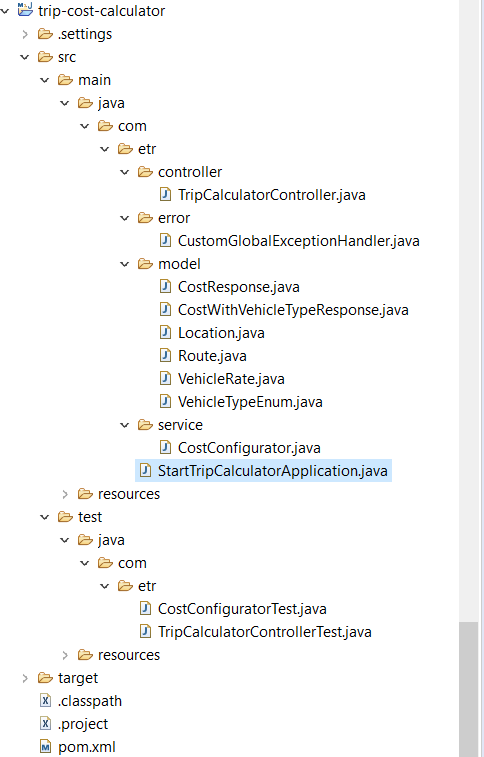 trip-cost-calculator
.settings
src
main
java
com
etr
controller
TripCalculatorController.java
error
CustomGlobalExceptionHandler.java
model
CostResponse.java
CostWithVehicleTypeResponse.java
Location.java
Route.java
VehicleRate.java
VehicleTypeEnum.java
service
CostConfigurator.java
StartTripCalculatorApplication.java
resources
test
java
com
etr
CostConfiguratorTest.java
TripCalculatorControllerTest.java
resources
target
.classpath
.project
pom.xml